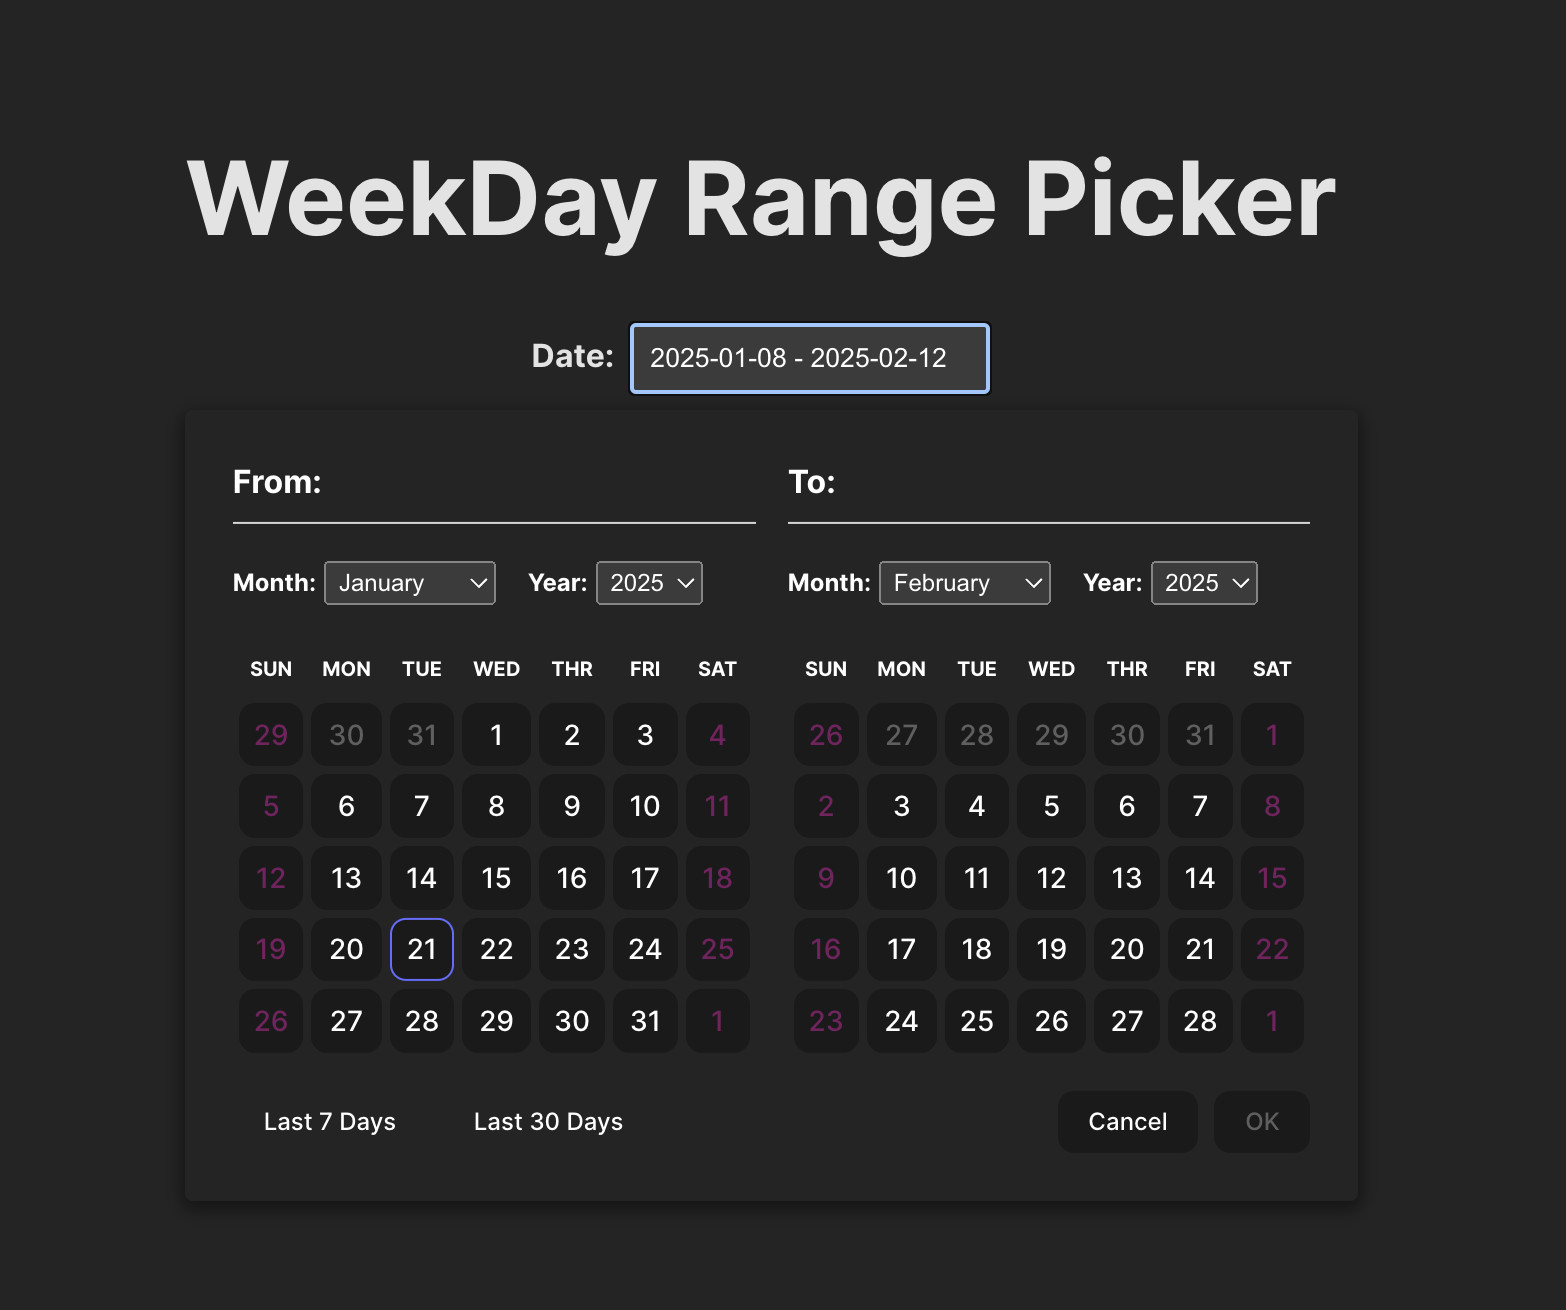 WeekDay Range Picker
Date: 2025-01-08 - 2025-02-12
From:
Month: January Year: 2025
SUN MON TUE WED THR FRI SAT
29 30 31 1 2 3 4
5 6 7 8 9 10 11
12 13 14 15 16 17 18
19 20 21 22 23 24 25
26 27 28 29 30 31 1
To:
Month: February Year: 2025
SUN MON TUE WED THR FRI SAT
26 27 28 29 30 31 1
2 3 4 5 6 7 8
9 10 11 12 13 14 15
16 17 18 19 20 21 22
23 24 25 26 27 28 1
Last 7 Days Last 30 Days Cancel OK